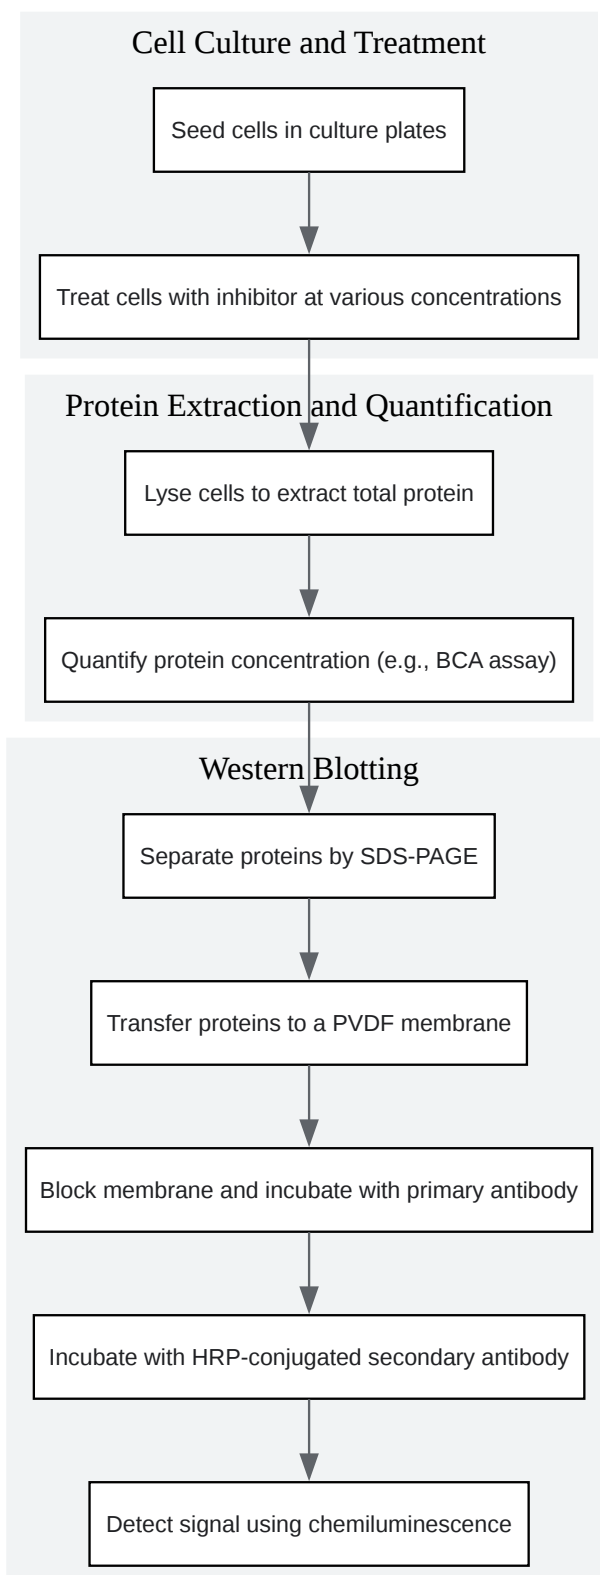 Cell Culture and Treatment
Seed cells in culture plates
Treat cells with inhibitor at various concentrations
Protein Extraction and Quantification
Lyse cells to extract total protein
Quantify protein concentration (e.g., BCA assay)
Western Blotting
Separate proteins by SDS-PAGE
Transfer proteins to a PVDF membrane
Block membrane and incubate with primary antibody
Incubate with HRP-conjugated secondary antibody
Detect signal using chemiluminescence